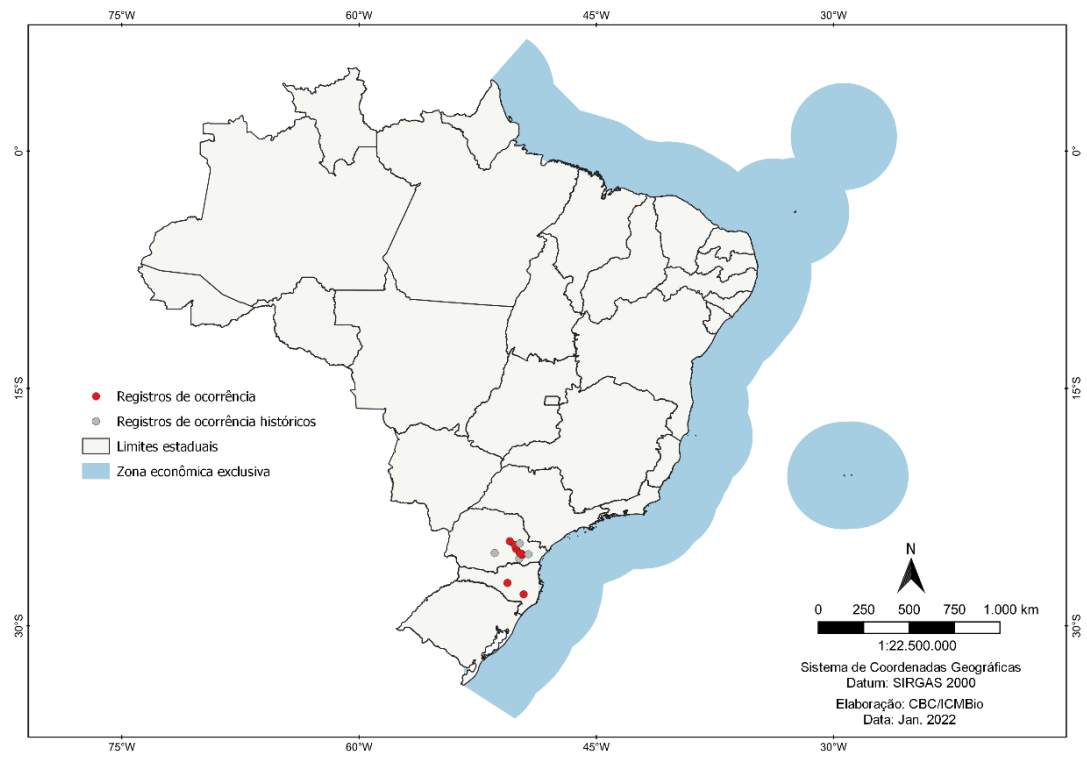 75°W 60°W 45°W 30°W
0° 0°
15°S 15°S
30°S 30°S
Registros de ocorrência
Registros de ocorrência históricos
Limites estaduais
Zona econômica exclusiva
N
0 250 500 750 1.000 km
1:22.500.000
Sistema de Coordenadas Geográficas
Datum: SIRGAS 2000
Elaboração: CBC/ICMBio
Data: Jan. 2022
75°W 60°W 45°W 30°W